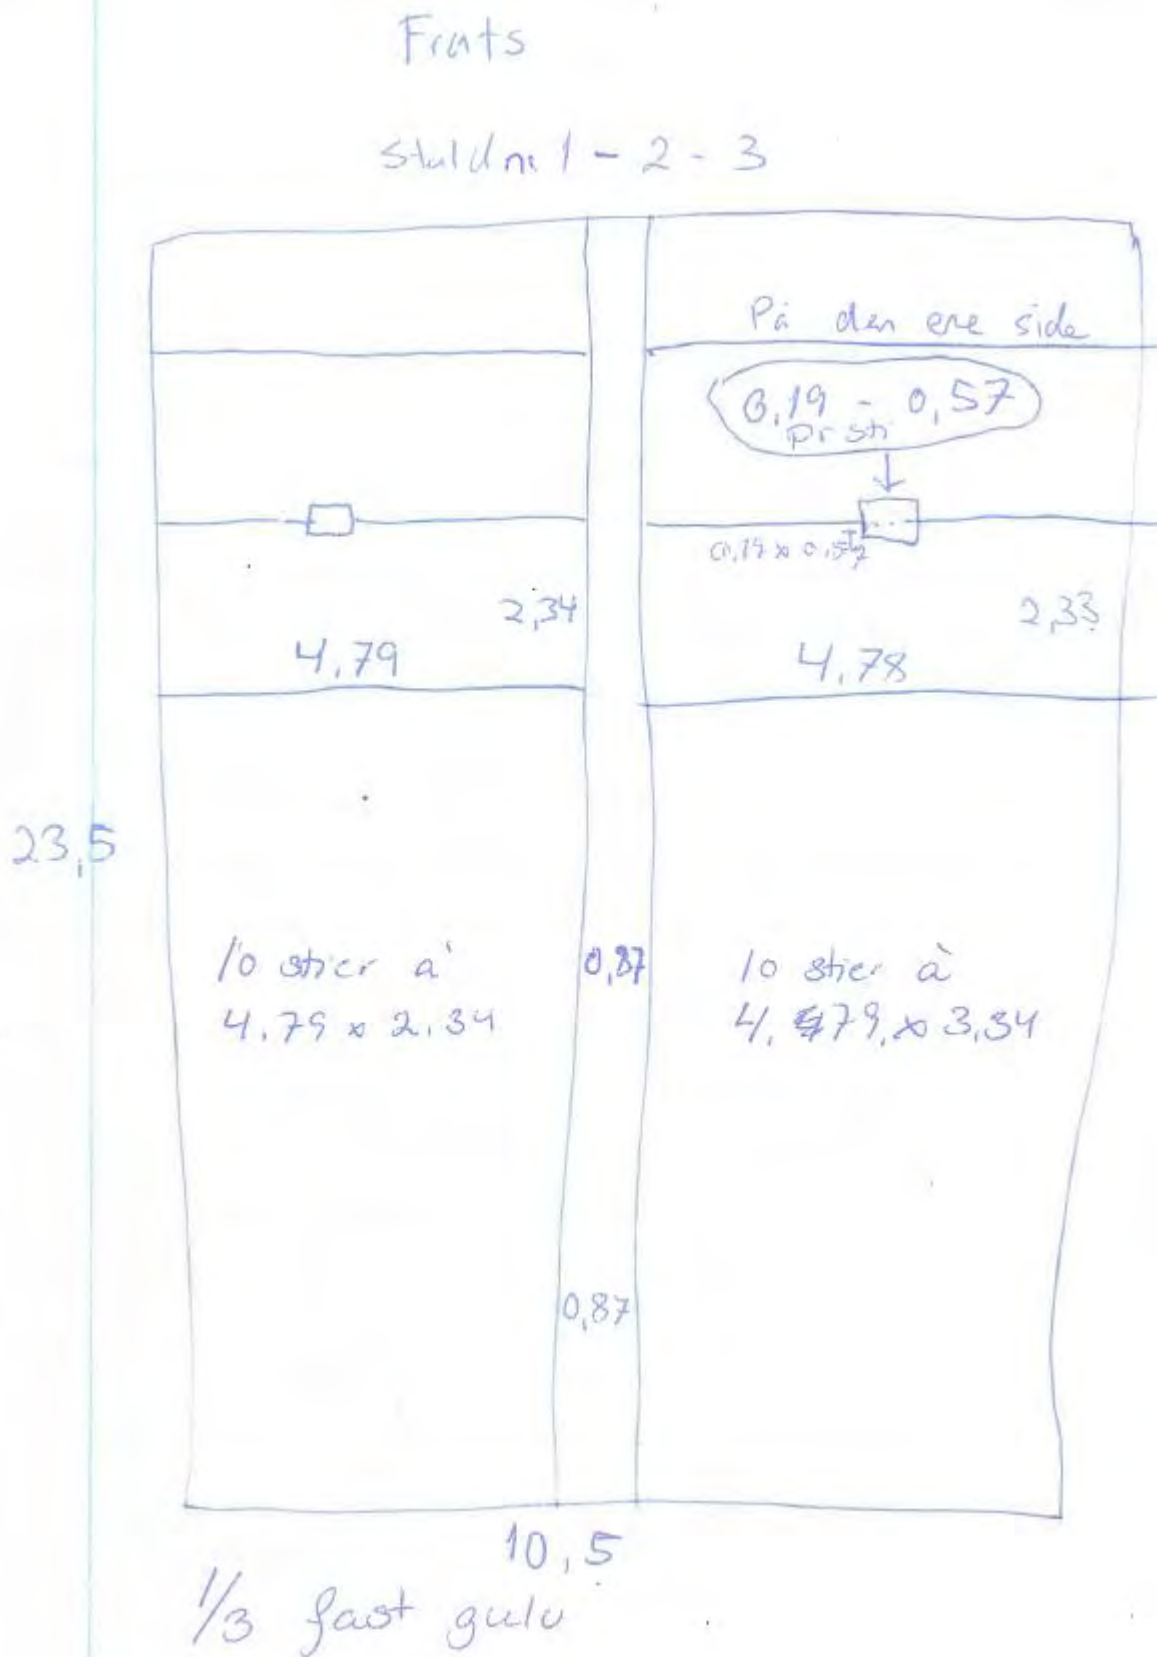 Frats
Stald nr 1 - 2 - 3
På den ene side
0,19 - 0,57
pr sti
0,19 x 0,57
2,34
4,79
2,33
4,78
23,5
10 stier à
4.79 x 2.34
0,87
10 stier à
4. 79. x 3,34
0,87
10,5
1/3 fast gulv